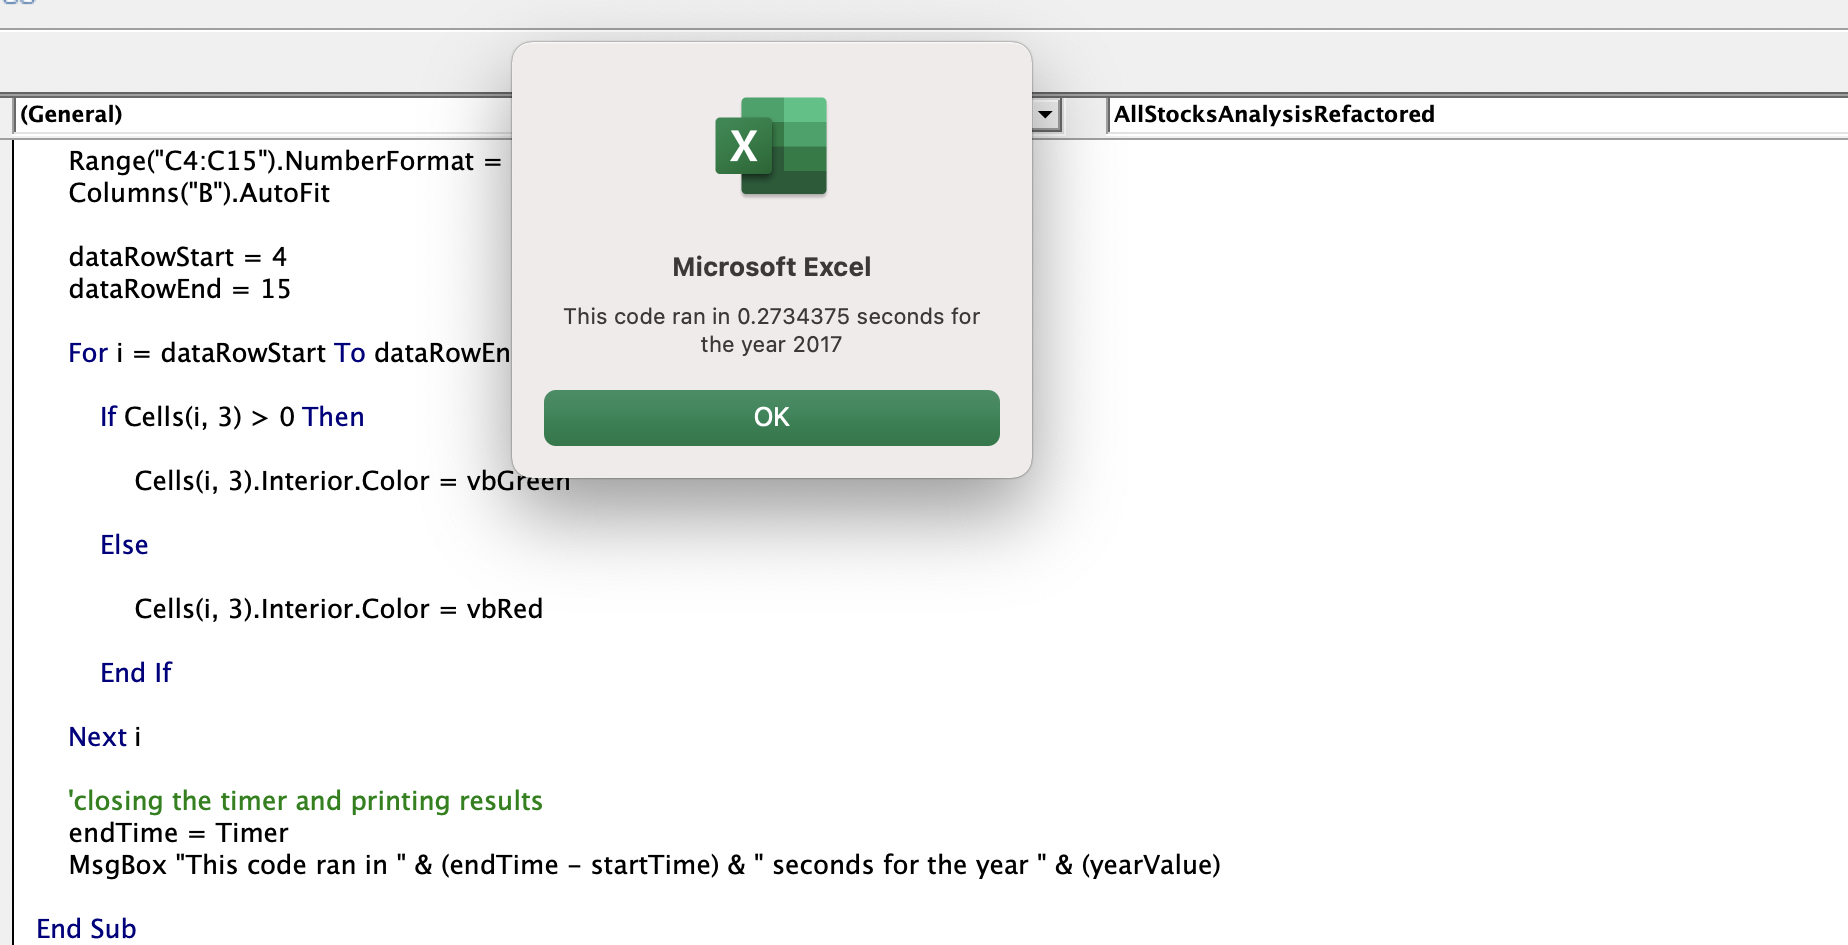 (General)
AllStocksAnalysisRefactored
Range("C4:C15").NumberFormat =
Columns("B").AutoFit
dataRowStart = 4
dataRowEnd = 15
For i = dataRowStart To dataRowEn
If Cells(i, 3) > 0 Then
Cells(i, 3).Interior.Color = vbGreen
Else
Cells(i, 3).Interior.Color = vbRed
End If
Next i
'closing the timer and printing results
endTime = Timer
MsgBox "This code ran in " & (endTime - startTime) & " seconds for the year " & (yearValue)
End Sub
X
Microsoft Excel
This code ran in 0.2734375 seconds for
the year 2017
OK